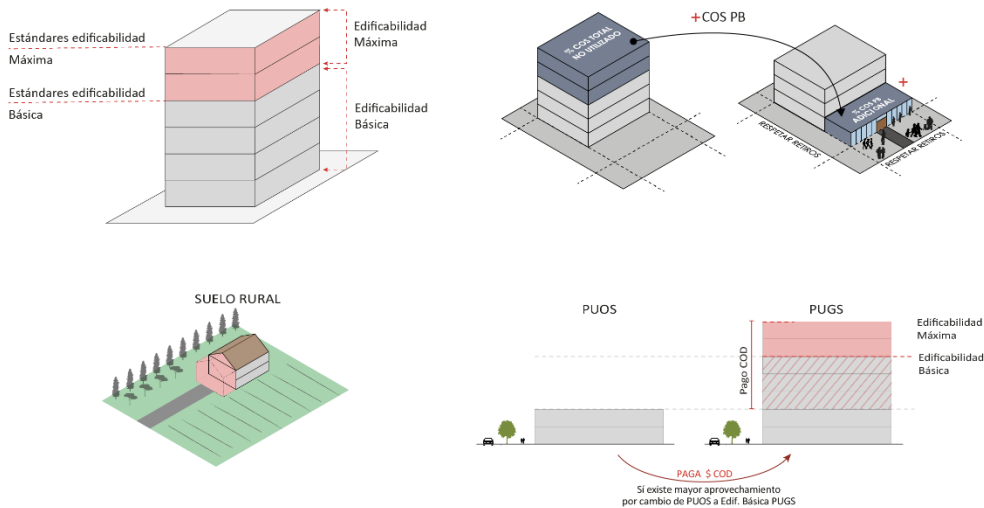 Estándares edificabilidad
Máxima
Estándares edificabilidad
Básica
Edificabilidad
Máxima
Edificabilidad
Básica
+COS PB
% COS TOTAL
NO UTILIZADO
+
% COS PB
ADICIONAL
RESPETAR RETIROS
RESPETAR RETIROS
SUELO RURAL
PUOS
PUGS
Pago COD
Edificabilidad
Máxima
Edificabilidad
Básica
PAGA $ COD
Sí existe mayor aprovechamiento
por cambio de PUOS a Edif. Básica PUGS